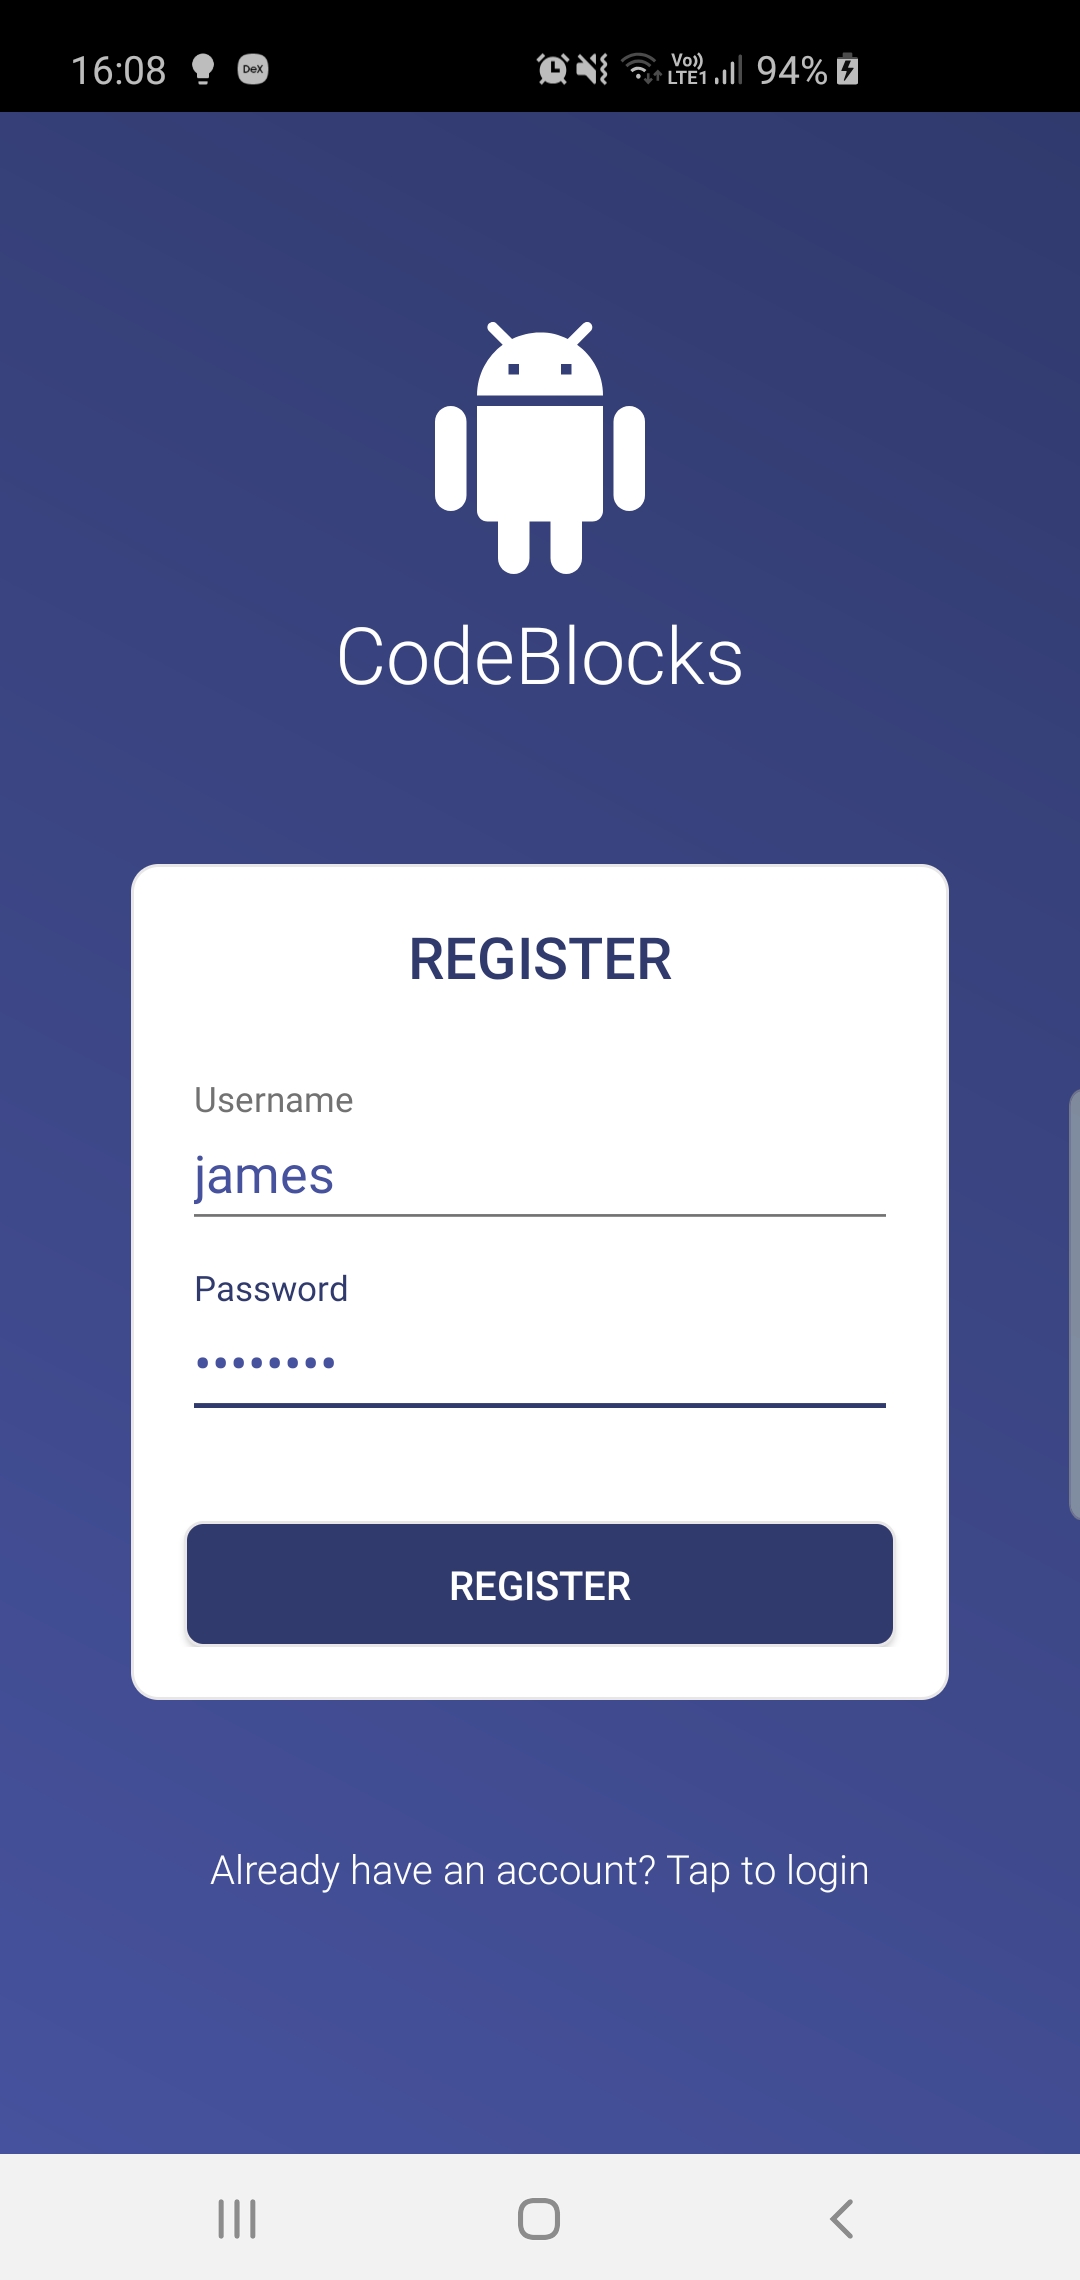 16:08 DeX Vo)) LTE1 94%
CodeBlocks
REGISTER
Username
james
Password
••••••••
REGISTER
Already have an account? Tap to login